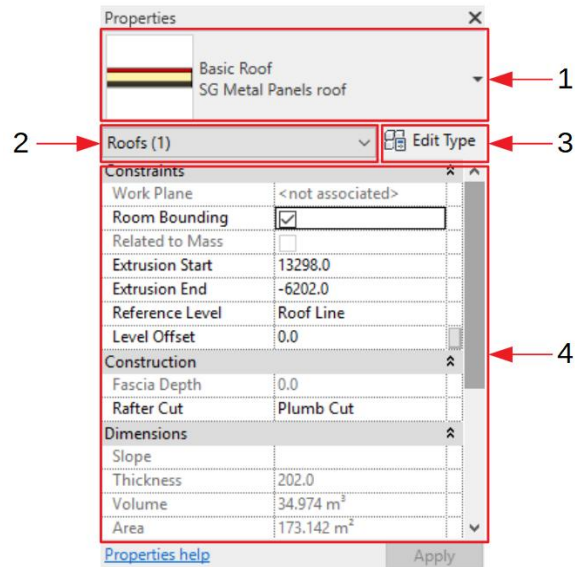 Properties
Basic Roof
SG Metal Panels roof
1
2
Roofs (1)
Edit Type
3
Constraints
Work Plane <not associated>
Room Bounding
Related to Mass
Extrusion Start 13298.0
Extrusion End -6202.0
Reference Level Roof Line
Level Offset 0.0
4
Construction
Fascia Depth 0.0
Rafter Cut Plumb Cut
Dimensions
Slope
Thickness 202.0
Volume 34.974 m³
Area 173.142 m²
Properties help Apply